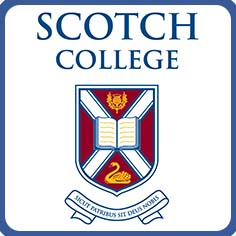 SCOTCH
COLLEGE
SICUT PATRIBUS SIT DEUS NOBIS